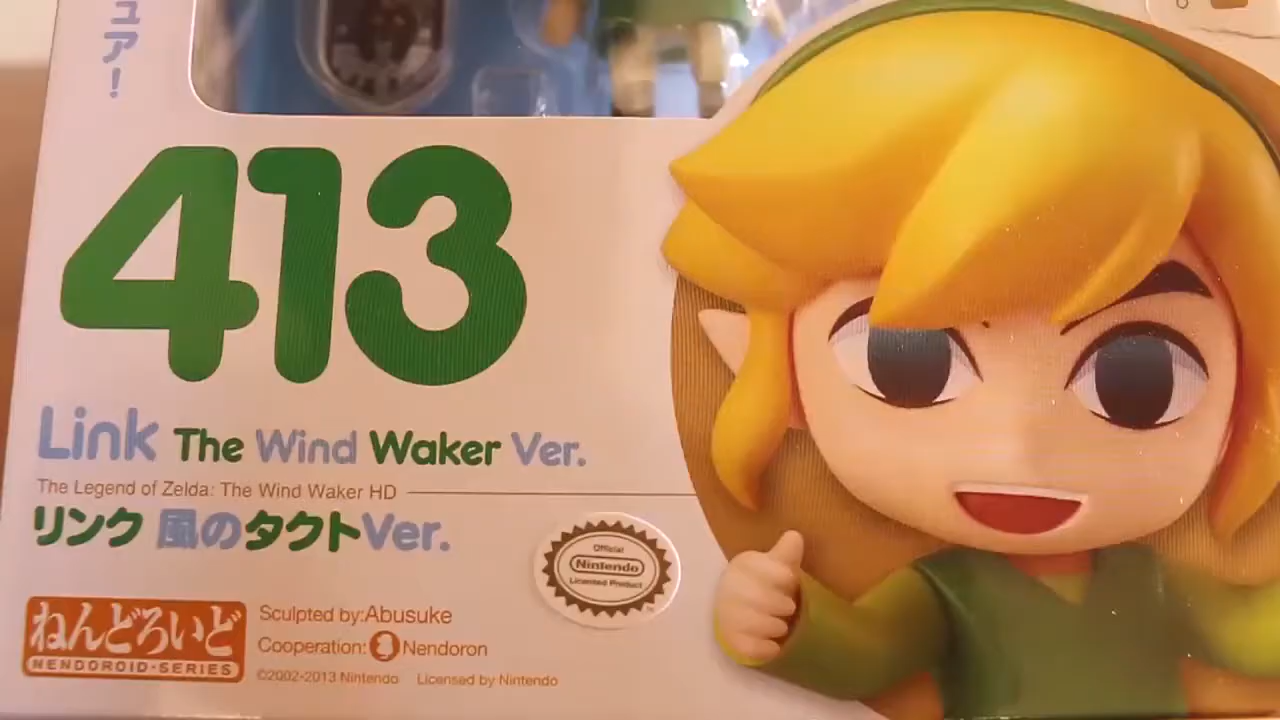 ュア!
413
Link The Wind Waker Ver.
The Legend of Zelda: The Wind Waker HD
リンク 風のタクトVer.
Official
Nintendo
Licensed Product
ねんどろいど
NENDOROID-SERIES
Sculpted by:Abusuke
Cooperation: Nendoron
©2002-2013 Nintendo Licensed by Nintendo